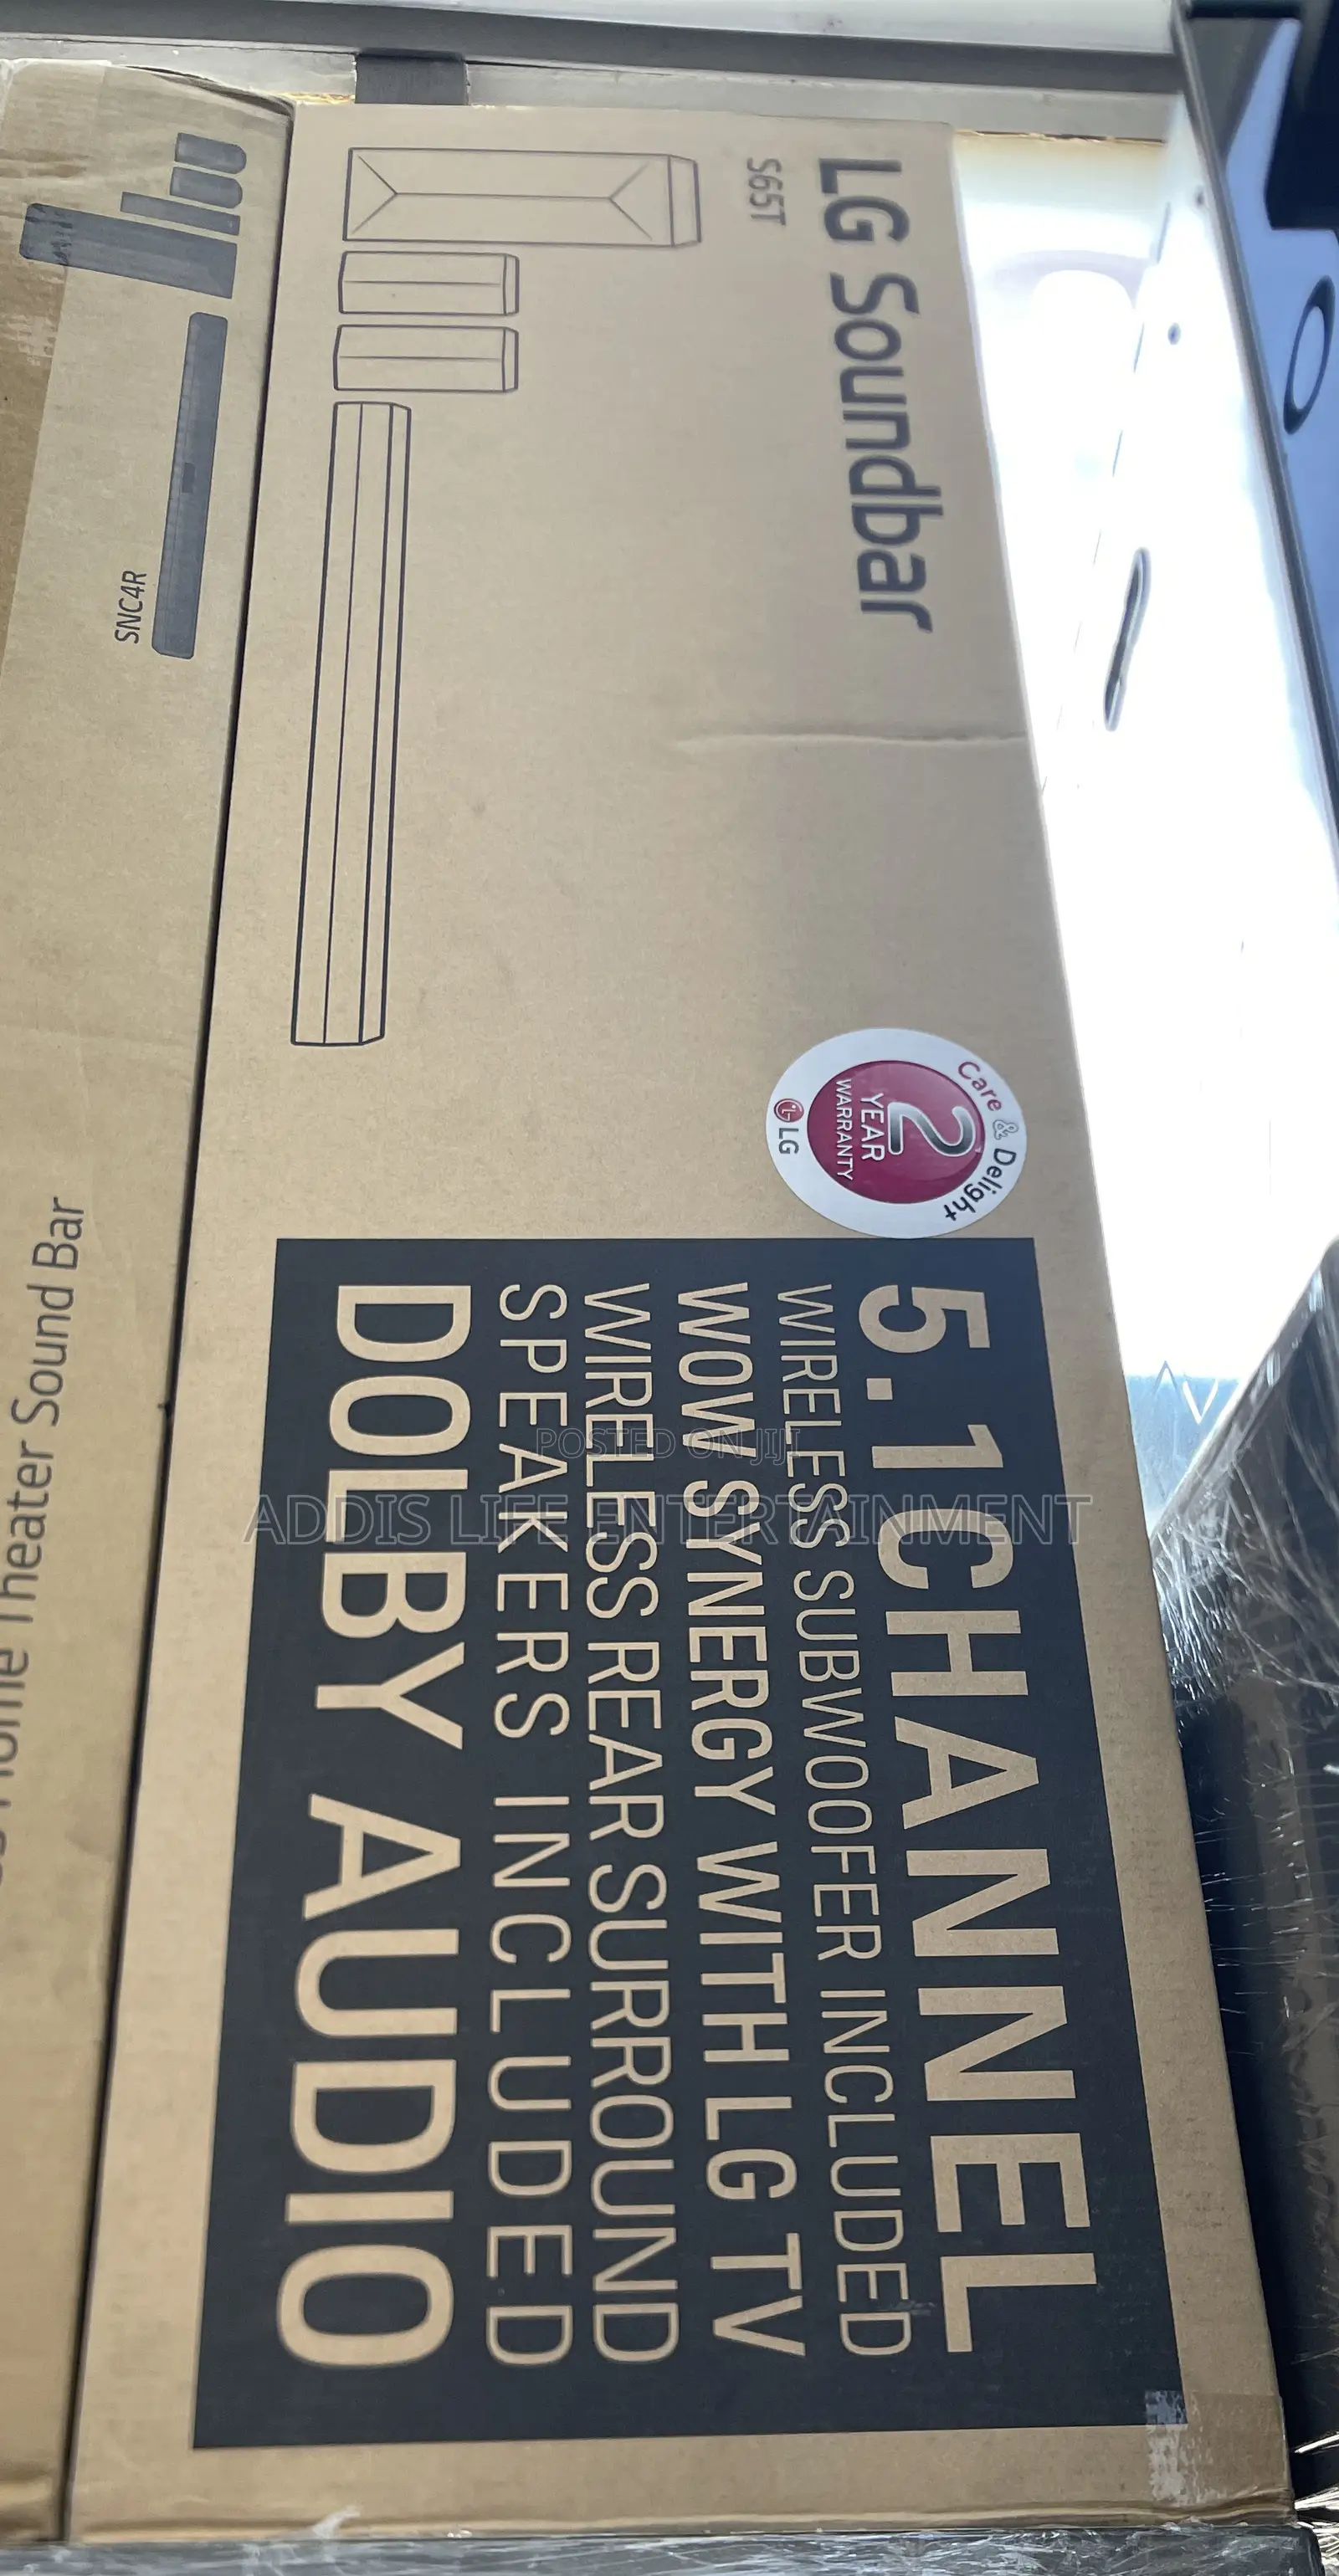 LG Soundbar
S65T
Care & Delight
2
YEAR
WARRANTY
LG
5.1CHANNEL
WIRELESS SUBWOOFER INCLUDED
WOW SYNERGY WITH LG TV
WIRELESS REAR SURROUND
SPEAKERS INCLUDED
DOLBY AUDIO
SNC4R
Home Theater Sound Bar
POSTED ON JIJI
ADDIS LIFE ENTERTAINMENT